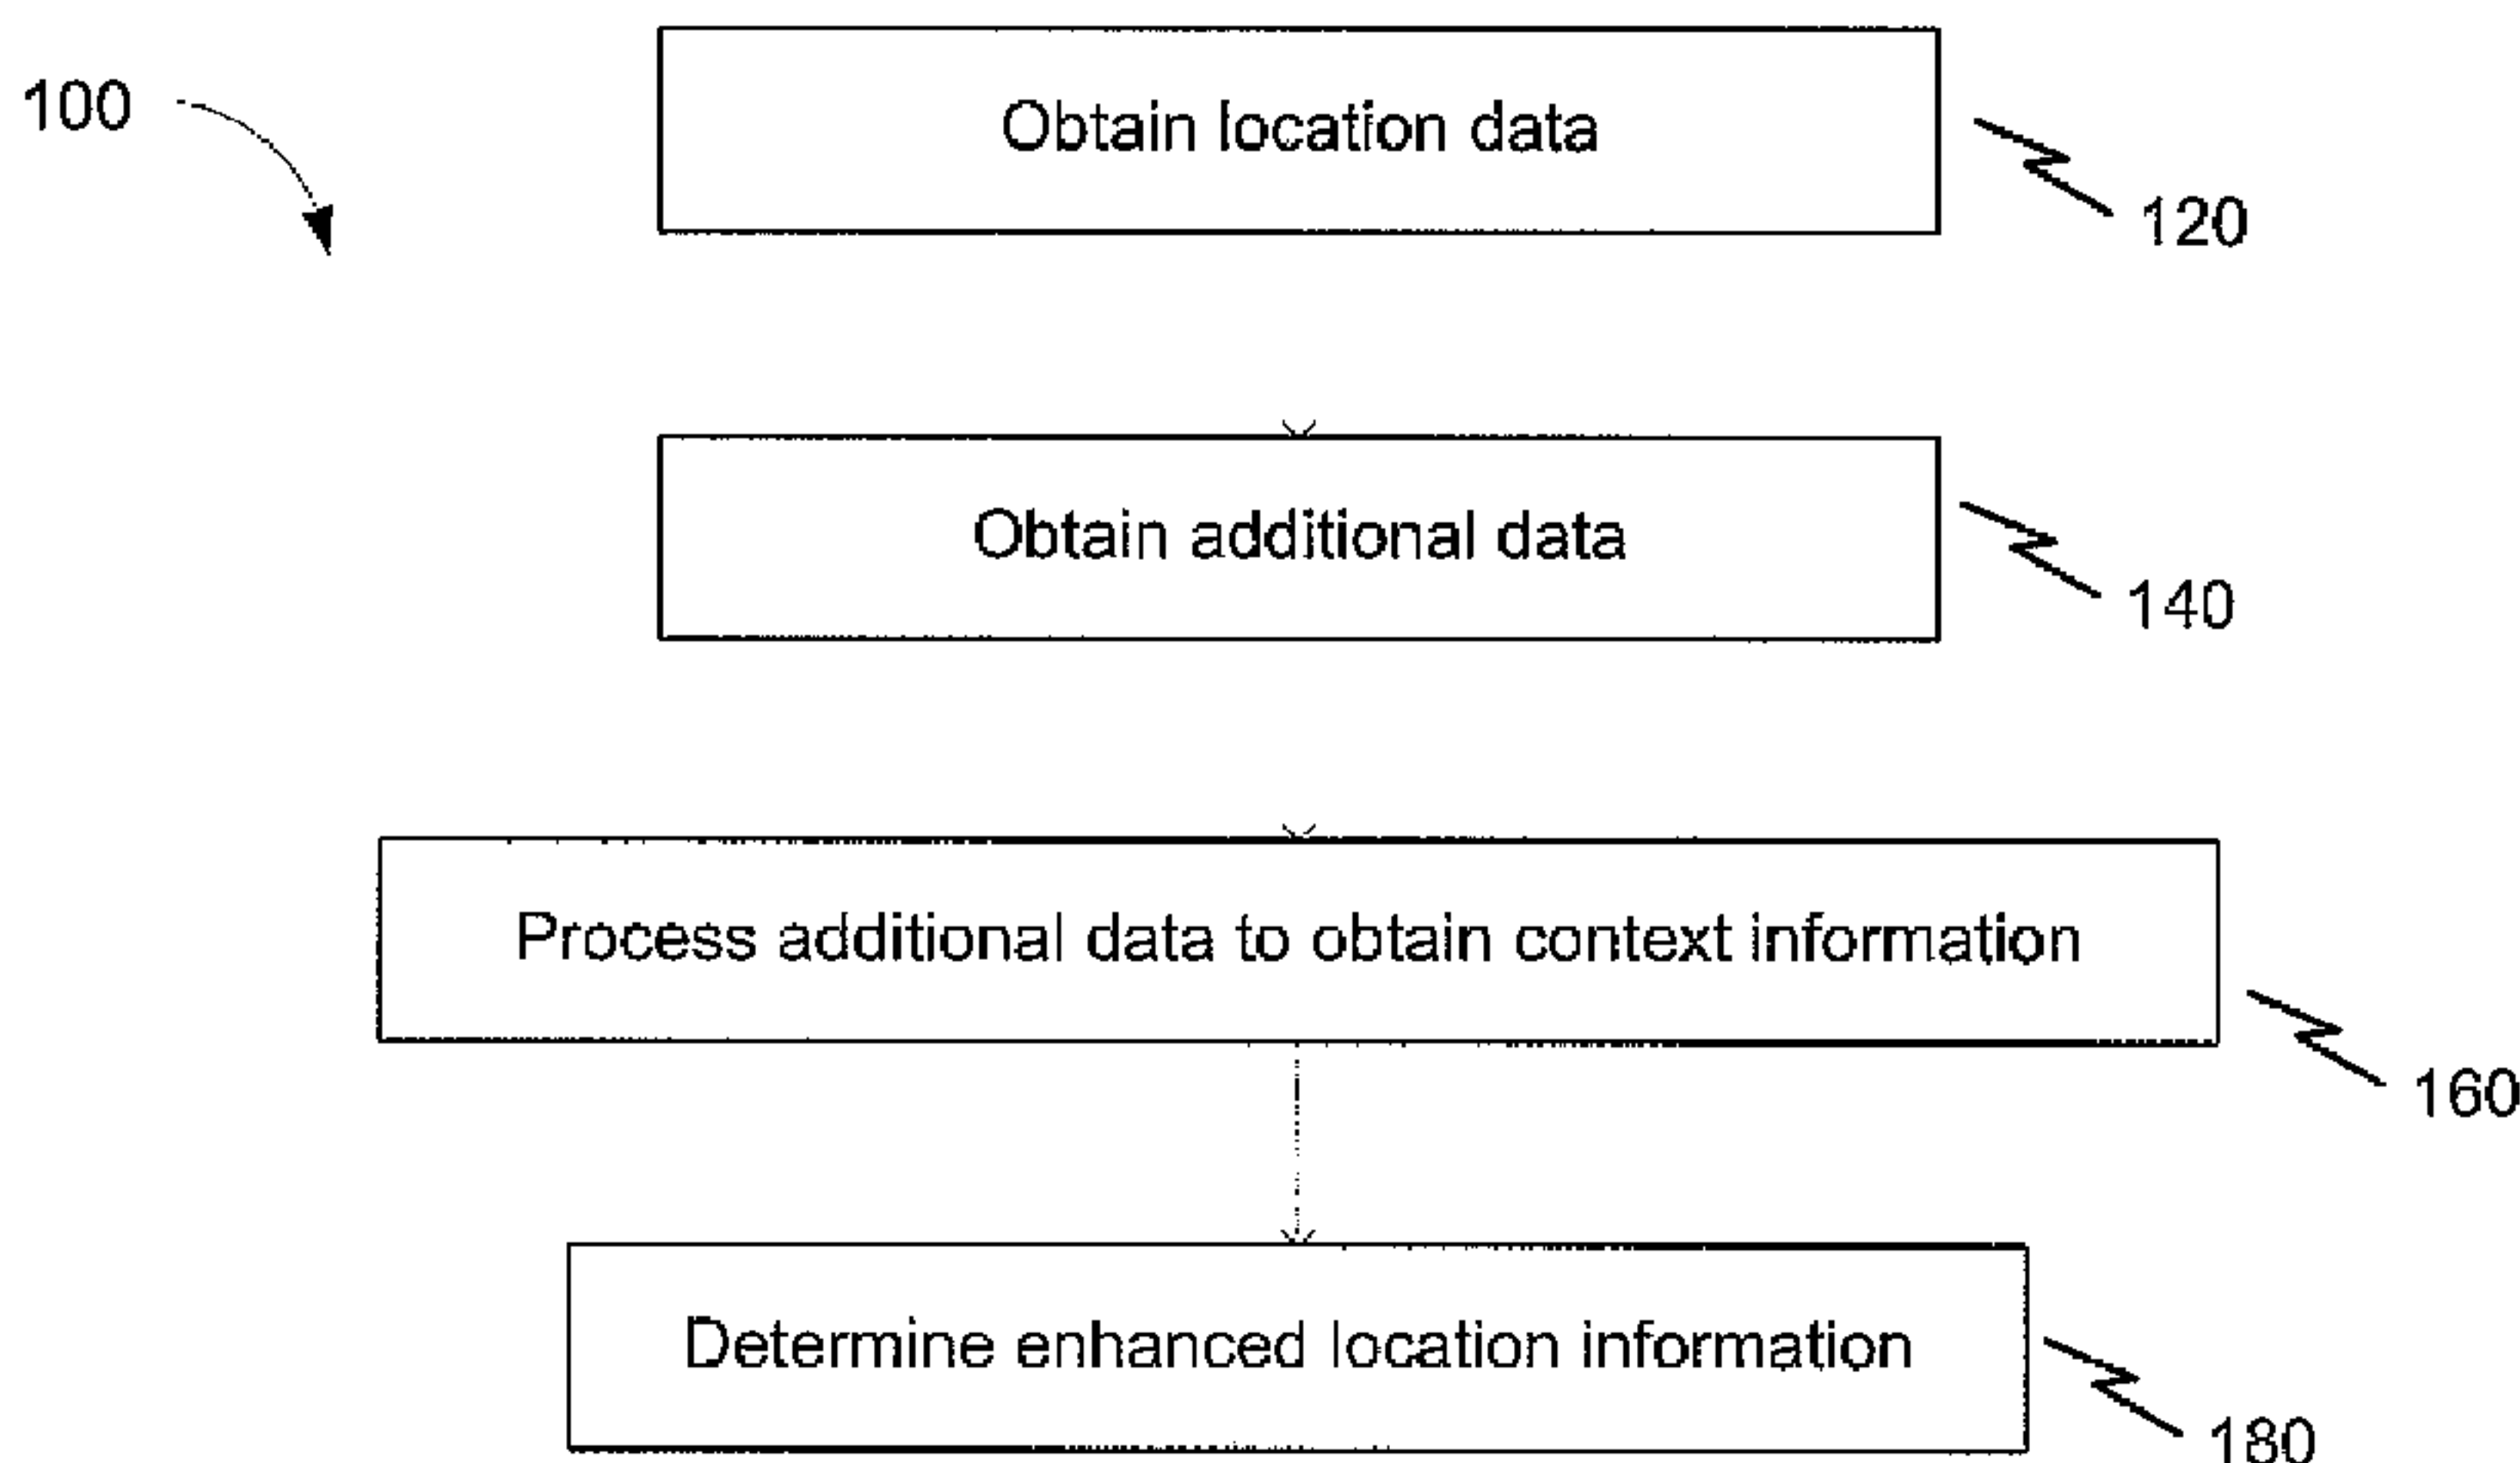 100
Obtain location data
120
Obtain additional data
140
Process additional data to obtain context information
160
Determine enhanced location information
180